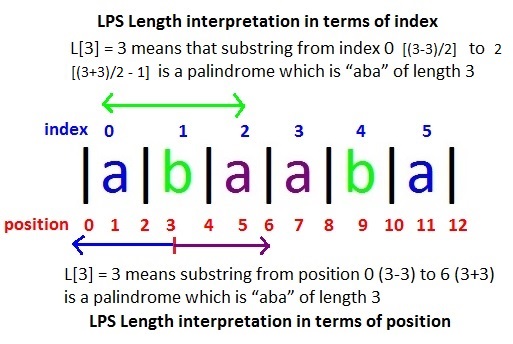 LPS Length interpretation in terms of index
L[3] = 3 means that substring from index 0 [(3-3)/2] to 2
[(3+3)/2 - 1] is a palindrome which is “aba” of length 3
index 0 1 2 3 4 5
|a|b|a|a|b|a|
position 0 1 2 3 4 5 6 7 8 9 10 11 12
L[3] = 3 means substring from position 0 (3-3) to 6 (3+3)
is a palindrome which is “aba” of length 3
LPS Length interpretation in terms of position